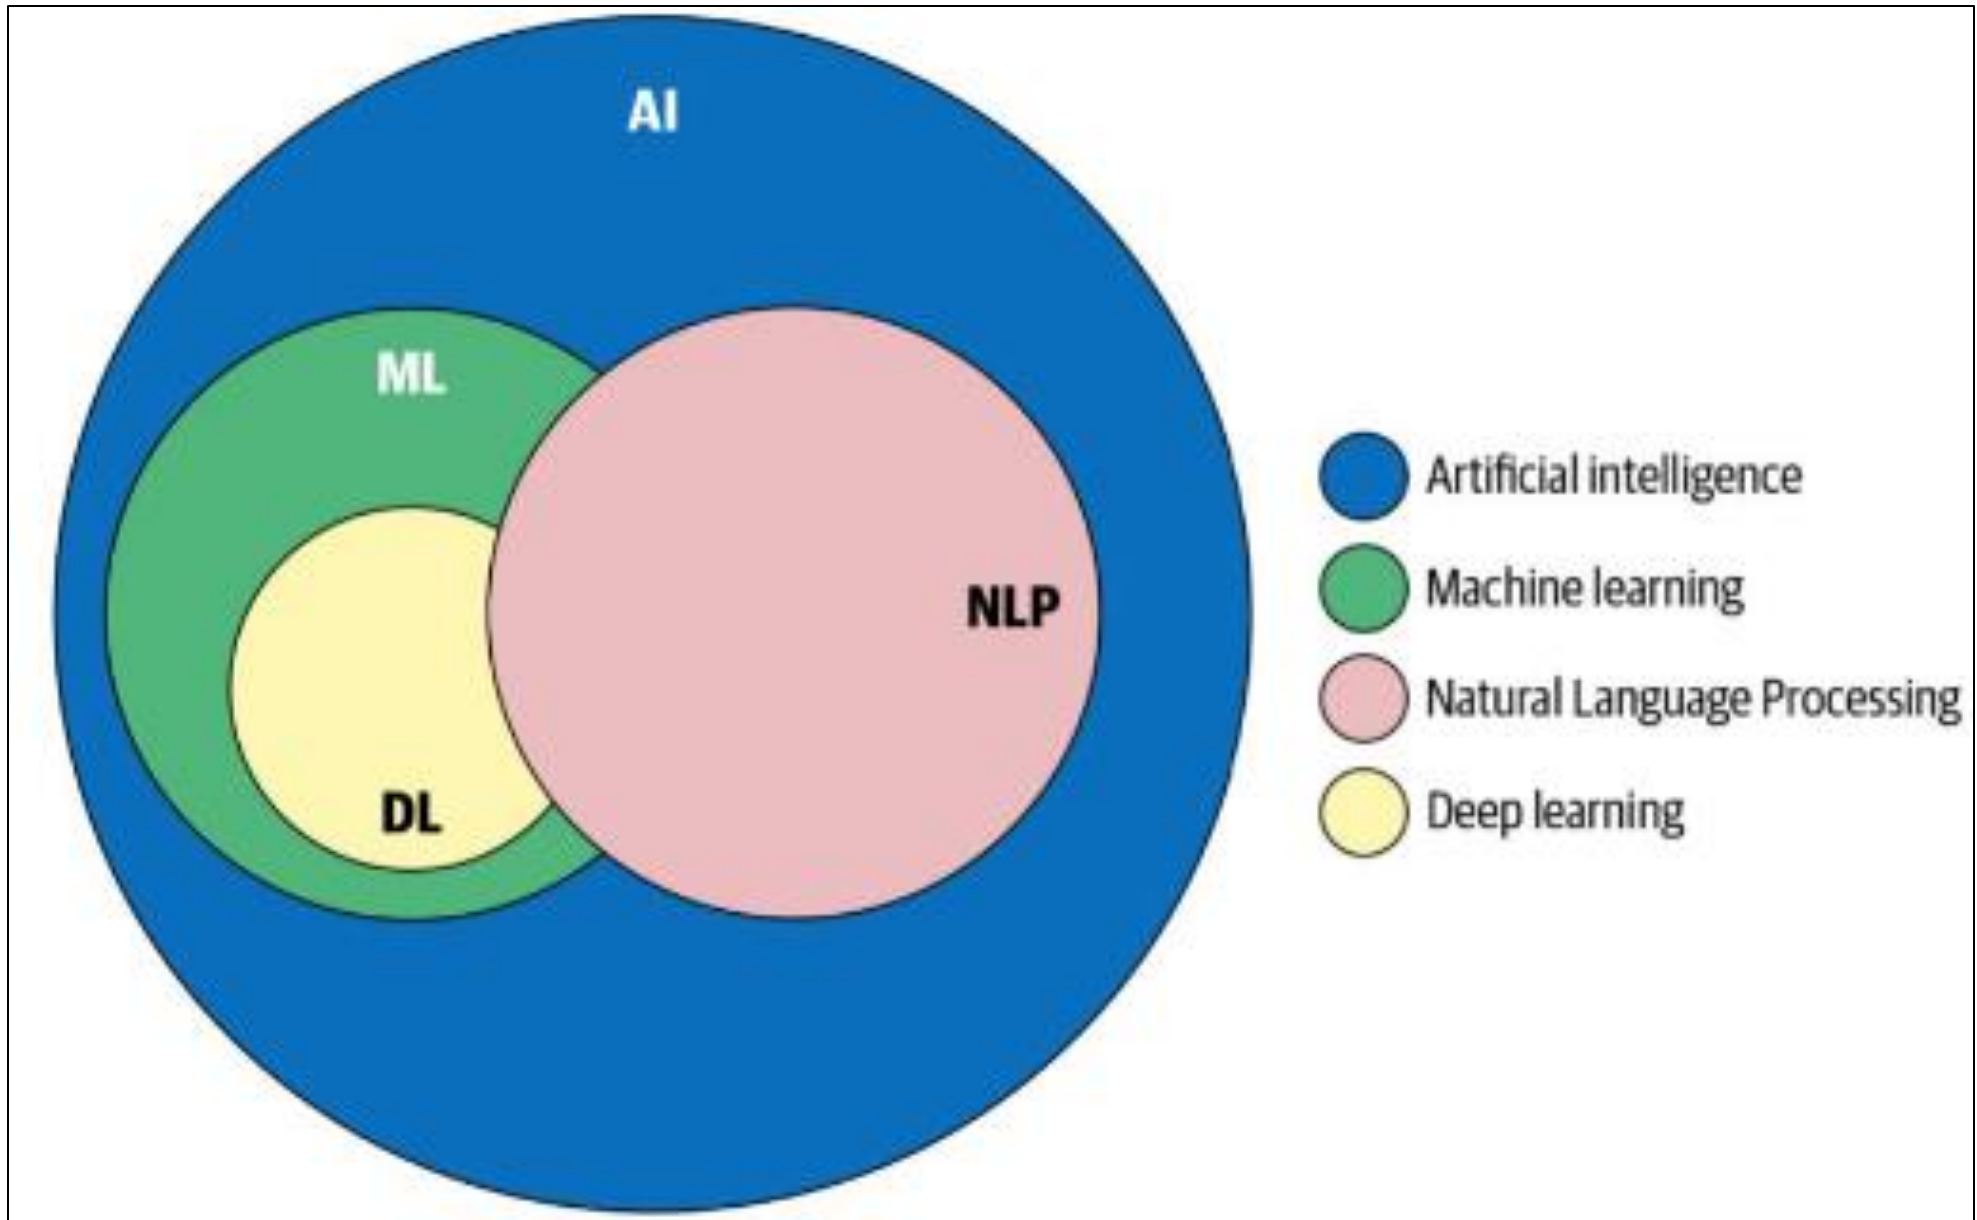 AI
ML
NLP
DL
Artificial intelligence
Machine learning
Natural Language Processing
Deep learning